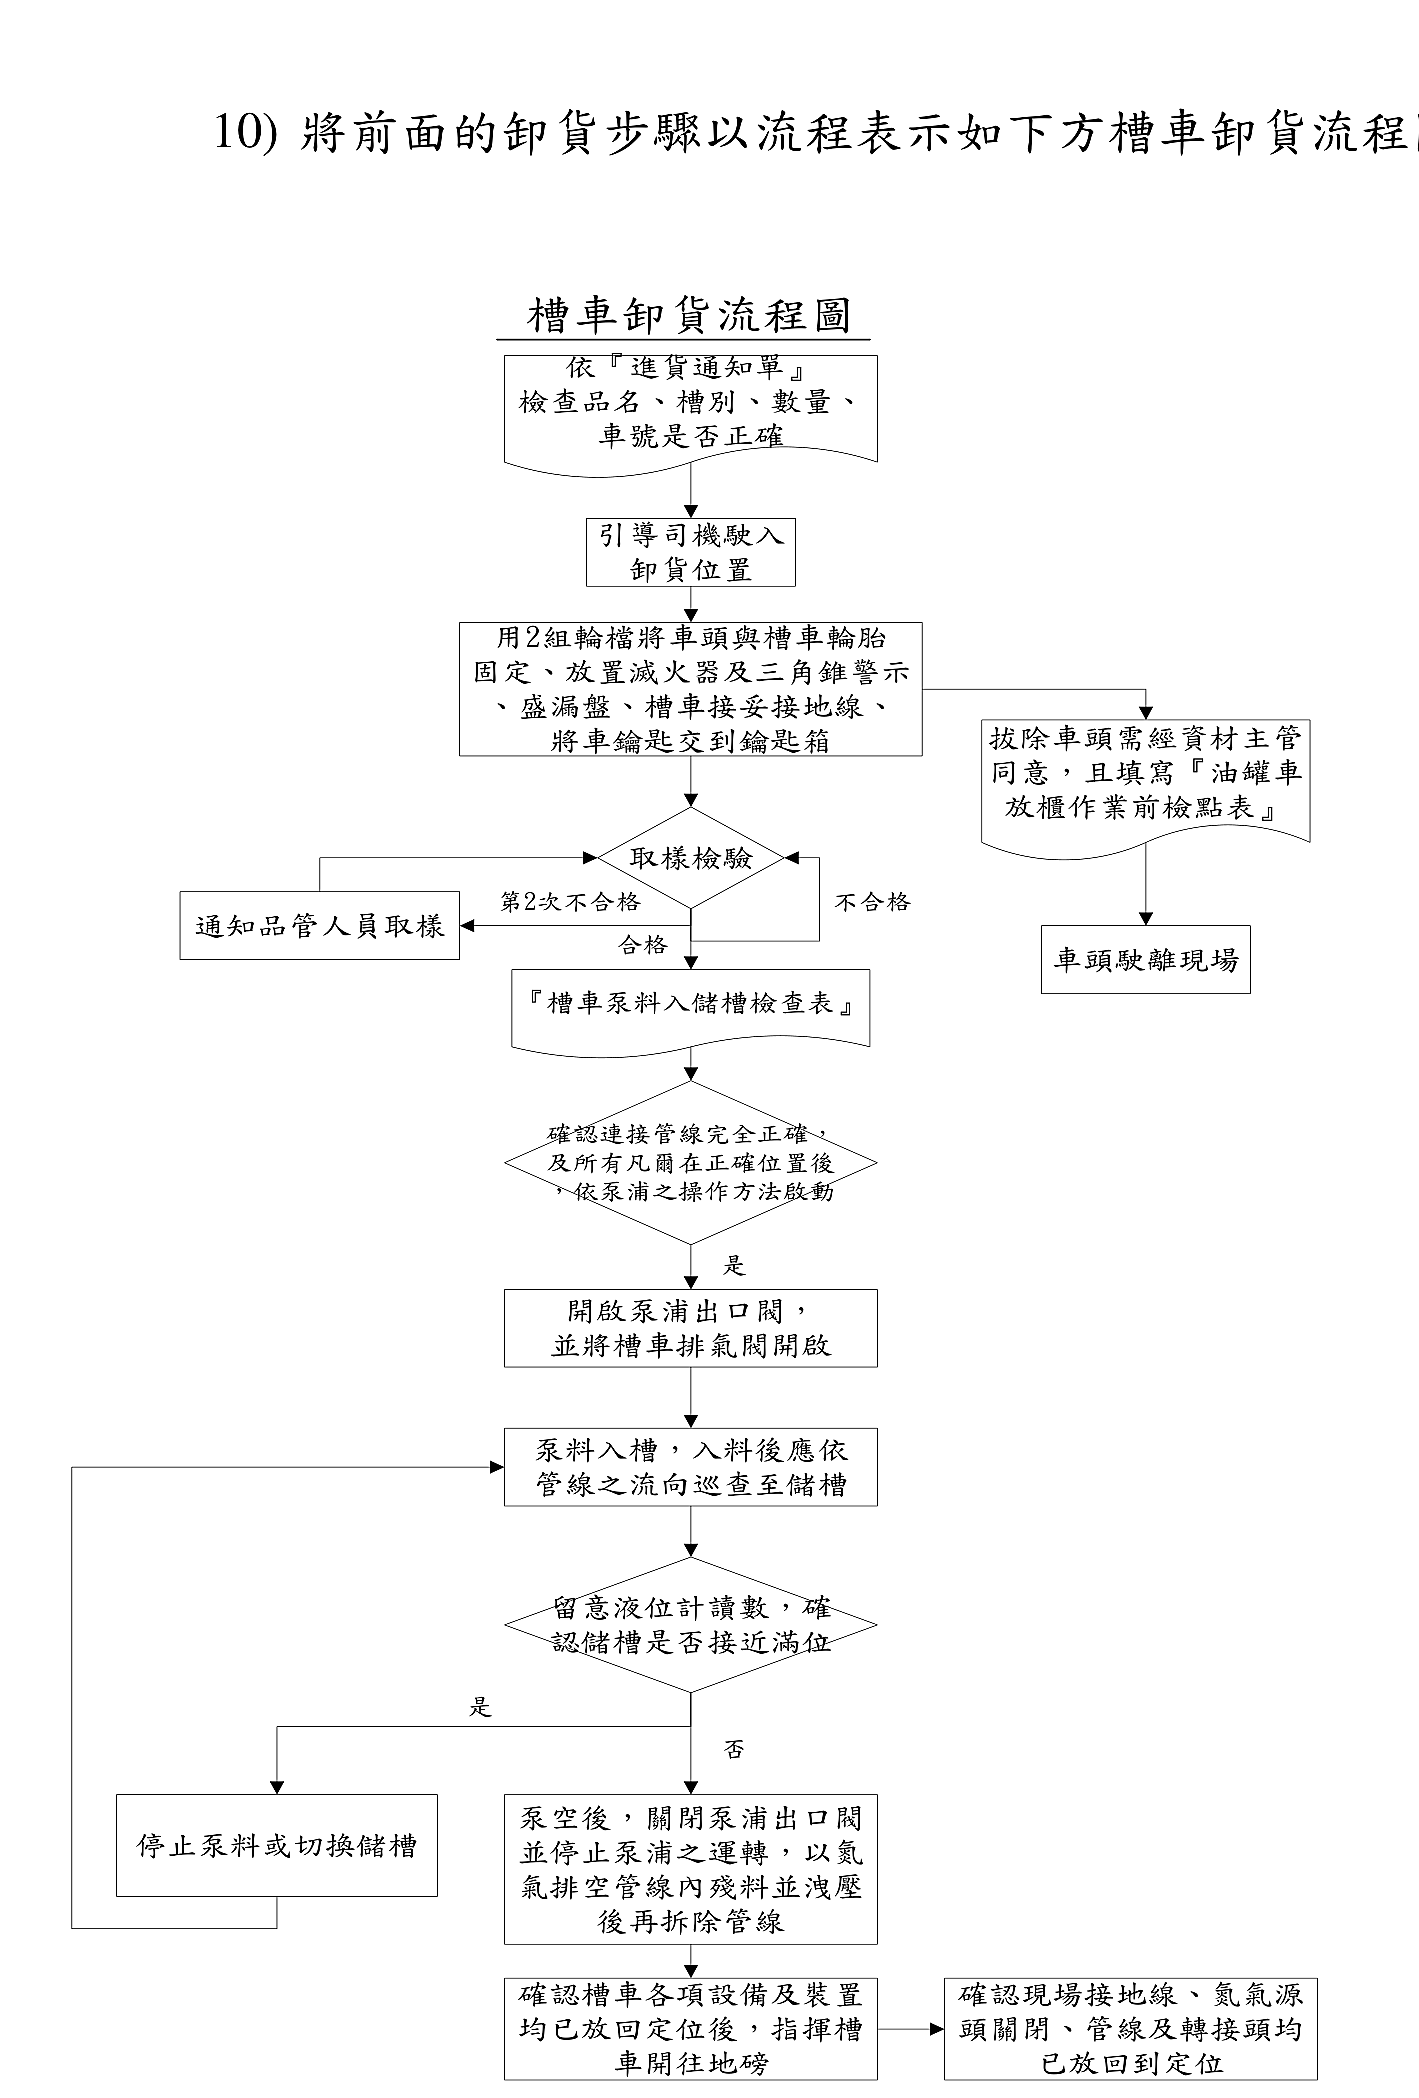 10) 將前面的卸貨步驟以流程表示如下方槽車卸貨流程
槽車卸貨流程圖
依『進貨通知單』
檢查品名、槽別、數量、
車號是否正確
引導司機駛入
卸貨位置
用2組輪檔將車頭與槽車輪胎
固定、放置滅火器及三角錐警示
、盛漏盤、槽車接妥接地線、
將車鑰匙交到鑰匙箱
拔除車頭需經資材主管
同意，且填寫『油罐車
放櫃作業前檢點表』
取樣檢驗
第2次不合格
不合格
通知品管人員取樣
合格
車頭駛離現場
『槽車泵料入儲槽檢查表』
確認連接管線完全正確，
及所有凡爾在正確位置後
，依泵浦之操作方法啟動
是
開啟泵浦出口閥，
並將槽車排氣閥開啟
泵料入槽，入料後應依
管線之流向巡查至儲槽
留意液位計讀數，確
認儲槽是否接近滿位
是
否
停止泵料或切換儲槽
泵空後，關閉泵浦出口閥
並停止泵浦之運轉，以氮
氣排空管線內殘料並洩壓
後再拆除管線
確認槽車各項設備及裝置
均已放回定位後，指揮槽
車開往地磅
確認現場接地線、氮氣源
頭關閉、管線及轉接頭均
已放回到定位